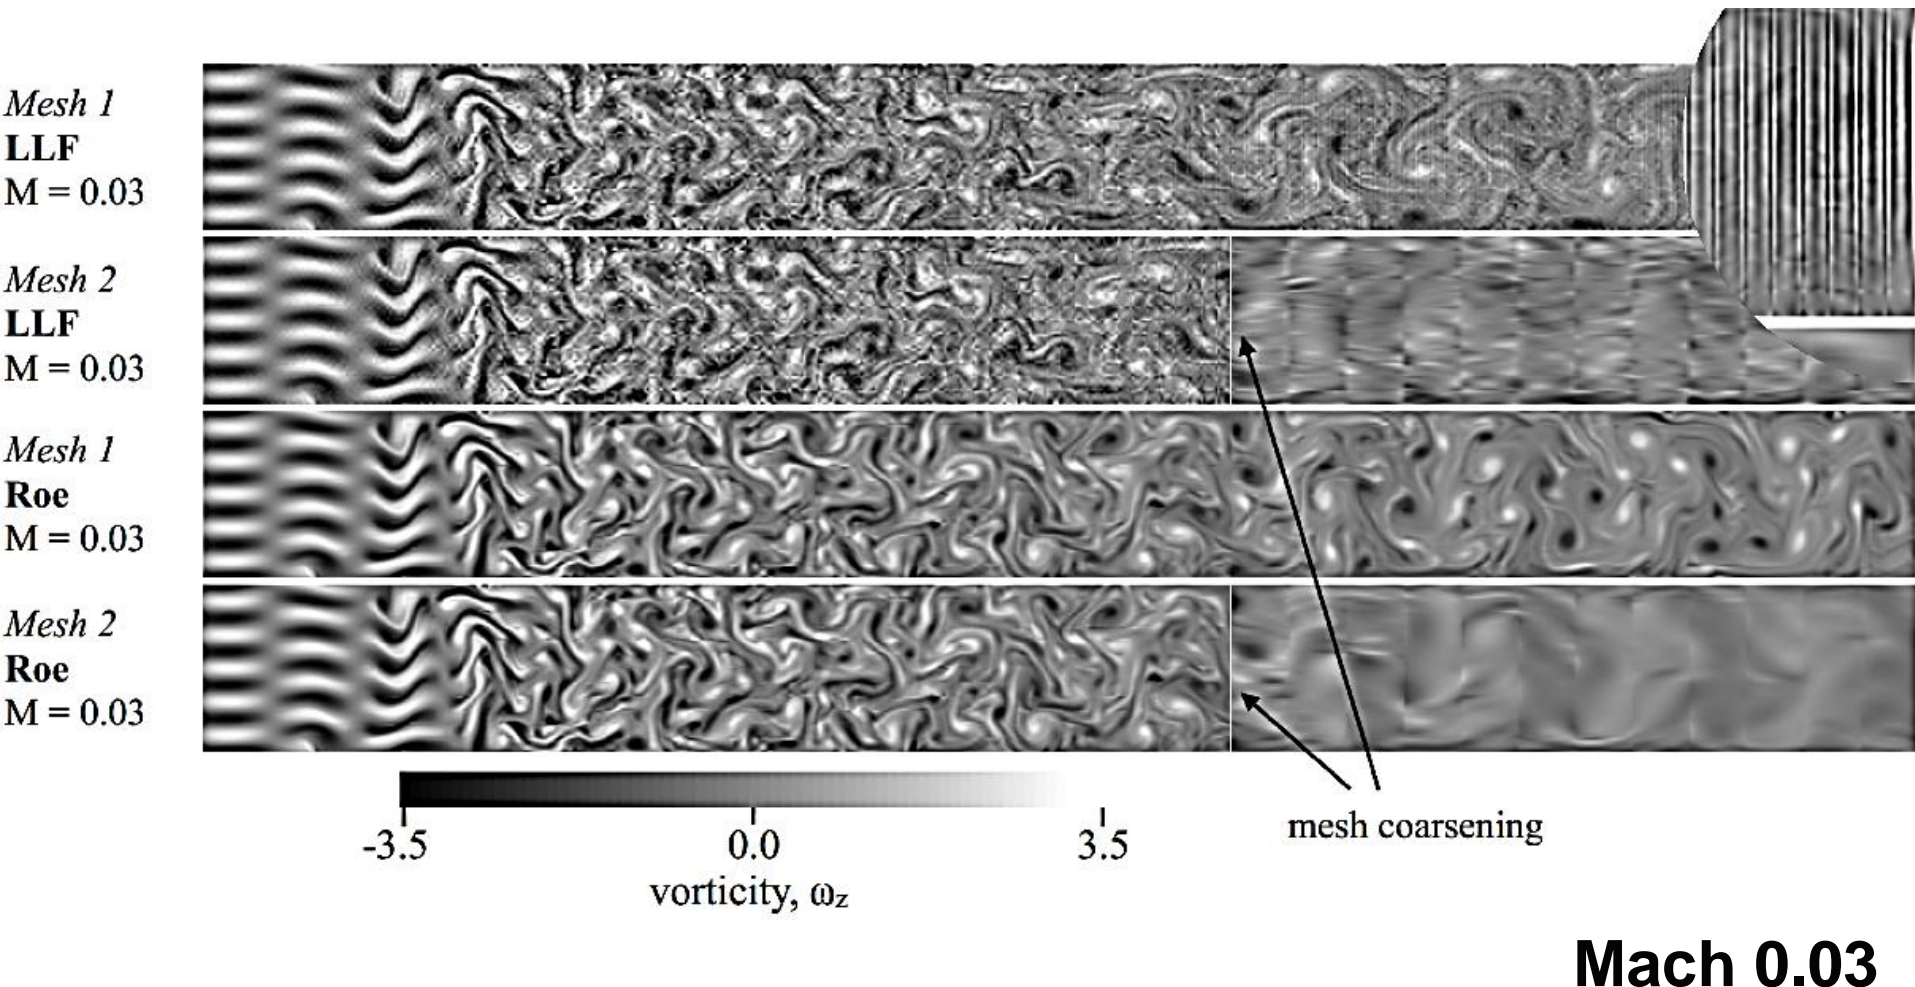 Mesh 1
LLF
M = 0.03
Mesh 2
LLF
M = 0.03
Mesh 1
Roe
M = 0.03
Mesh 2
Roe
M = 0.03
-3.5 0.0 3.5
vorticity, ωz
mesh coarsening
Mach 0.03